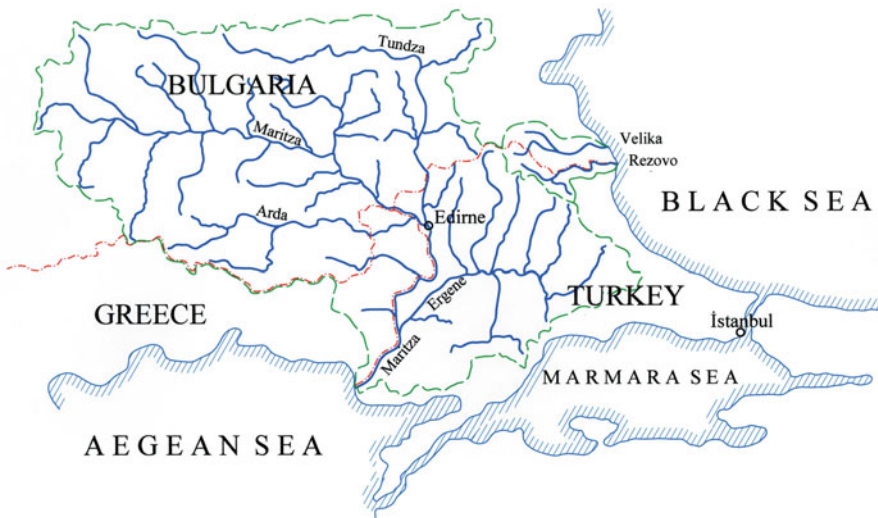 Tundza
BULGARIA
Maritza
Velika
Rezovo
BLACK SEA
Arda
Edirne
Ergene
TURKEY
GREECE
İstanbul
Maritza
MARMARA SEA
AEGEAN SEA